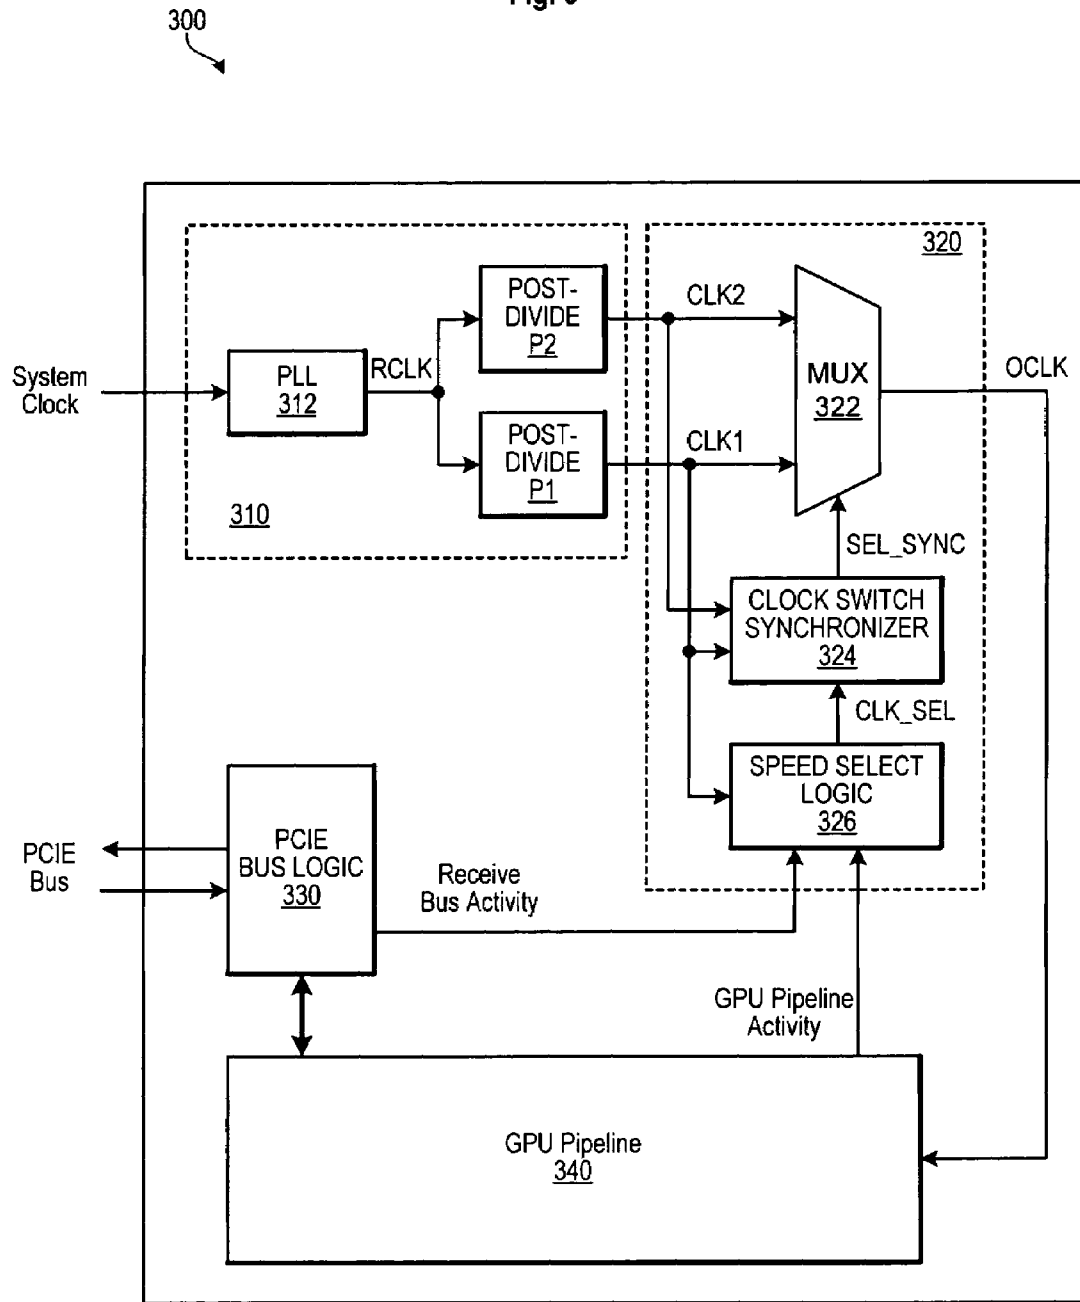 300
320
POST-
DIVIDE
P2
CLK2
System
Clock
PLL
312
RCLK
MUX
322
OCLK
POST-
DIVIDE
P1
CLK1
310
SEL_SYNC
CLOCK SWITCH
SYNCHRONIZER
324
CLK_SEL
SPEED SELECT
LOGIC
326
PCIE
Bus
PCIE
BUS LOGIC
330
Receive
Bus Activity
GPU Pipeline
Activity
GPU Pipeline
340